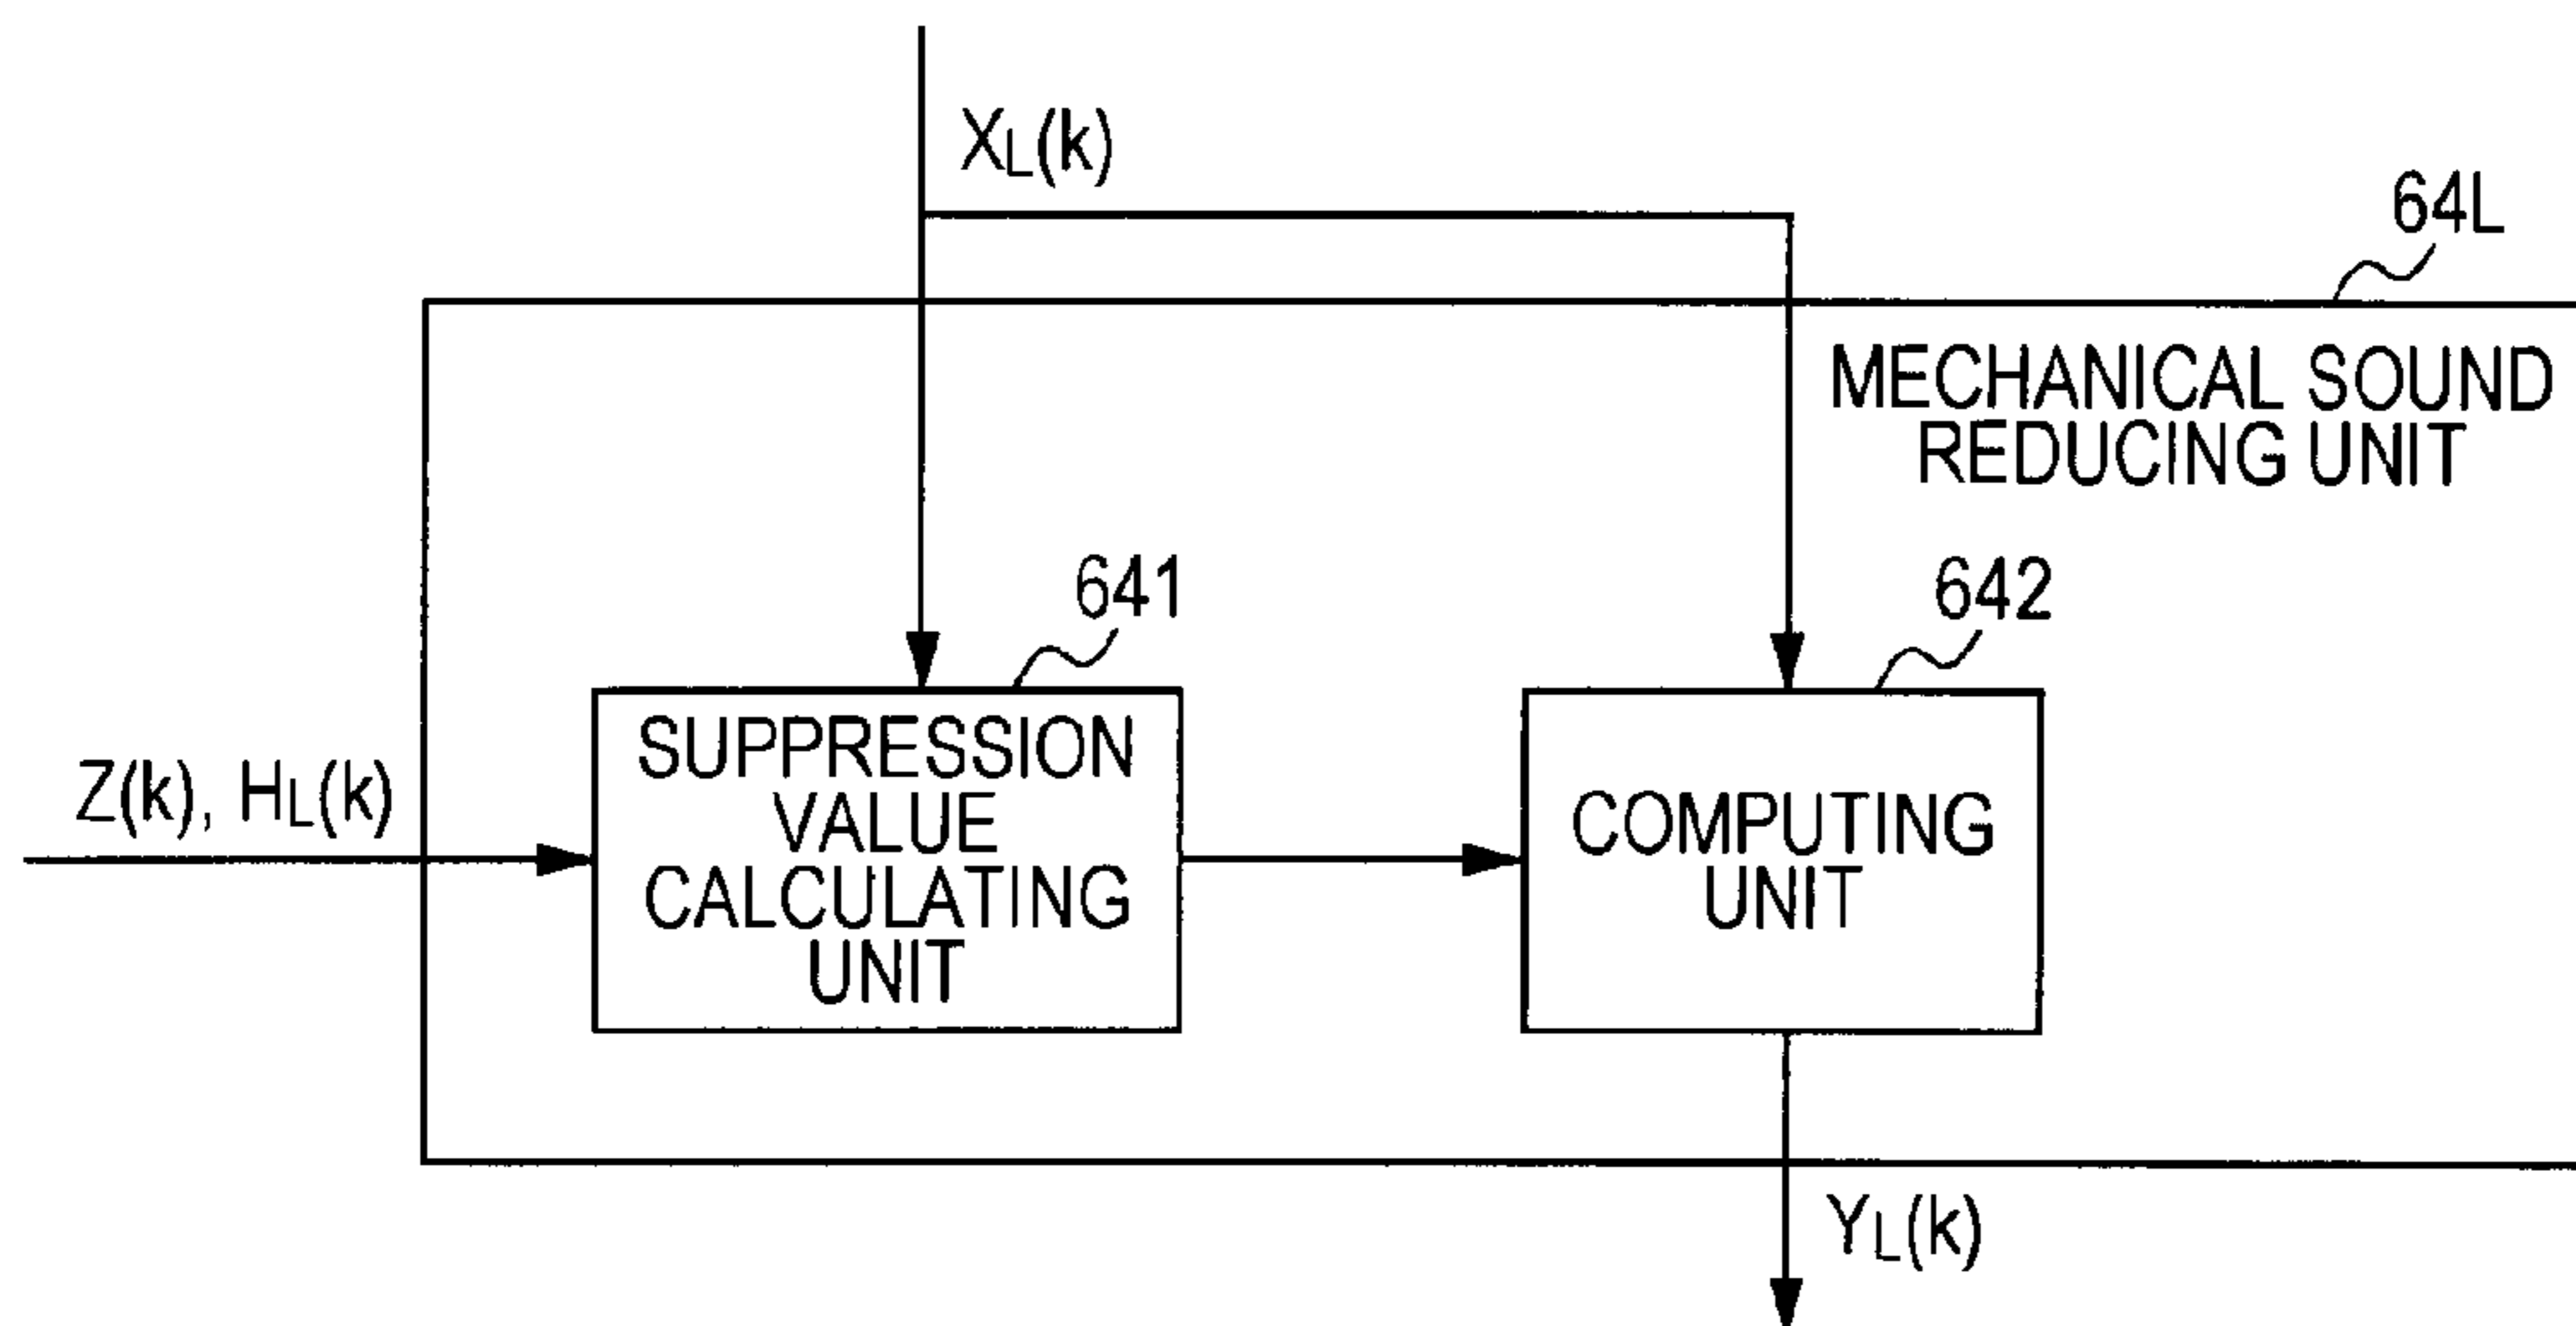 XL(k)
64L
MECHANICAL SOUND
REDUCING UNIT
641
642
SUPPRESSION
VALUE
CALCULATING
UNIT
Z(k), HL(k)
COMPUTING
UNIT
YL(k)